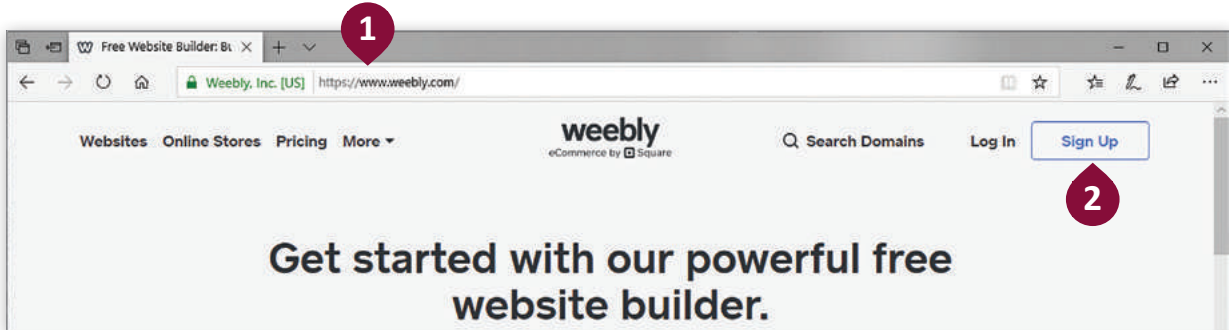 1
Free Website Builder: Bu
Weebly, Inc. [US] https://www.weebly.com/
Websites Online Stores Pricing More weebly Search Domains Log In Sign Up
eCommerce by Square
2
Get started with our powerful free
website builder.